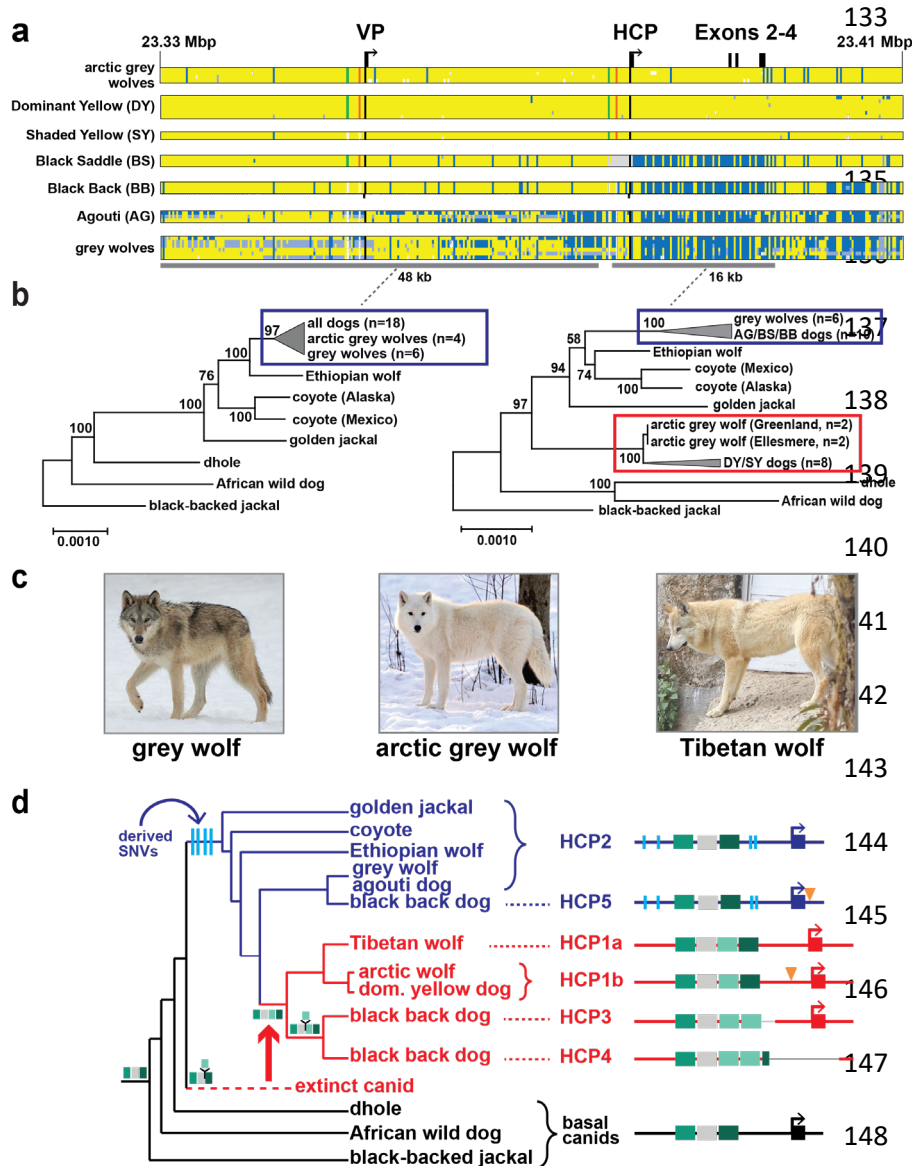 133
a
VP
HCP
Exons 2-4
23.33 Mbp
23.41 Mbp
arctic grey
wolves
Dominant Yellow (DY)
Shaded Yellow (SY)
Black Saddle (BS)
135
Black Back (BB)
Agouti (AG)
grey wolves
136
48 kb
16 kb
b
137
97
all dogs (n=18)
arctic grey wolves (n=4)
grey wolves (n=6)
100
Ethiopian wolf
76
100
coyote (Alaska)
coyote (Mexico)
100
golden jackal
100
dhole
African wild dog
black-backed jackal
0.0010
100
grey wolves (n=6)
AG/BS/BB dogs (n=10)
58
Ethiopian wolf
94
74
coyote (Mexico)
100
coyote (Alaska)
138
97
golden jackal
arctic grey wolf (Greenland, n=2)
arctic grey wolf (Ellesmere, n=2)
100
DY/SY dogs (n=8)
139
100
dhole
African wild dog
black-backed jackal
0.0010
140
c
41
42
grey wolf
arctic grey wolf
Tibetan wolf
143
d
derived
SNVs
golden jackal
coyote
Ethiopian wolf
grey wolf
agouti dog
black back dog
HCP2
144
HCP5
145
Tibetan wolf
HCP1a
arctic wolf
dom. yellow dog
HCP1b
146
black back dog
HCP3
black back dog
HCP4
147
extinct canid
dhole
African wild dog
black-backed jackal
basal
canids
148